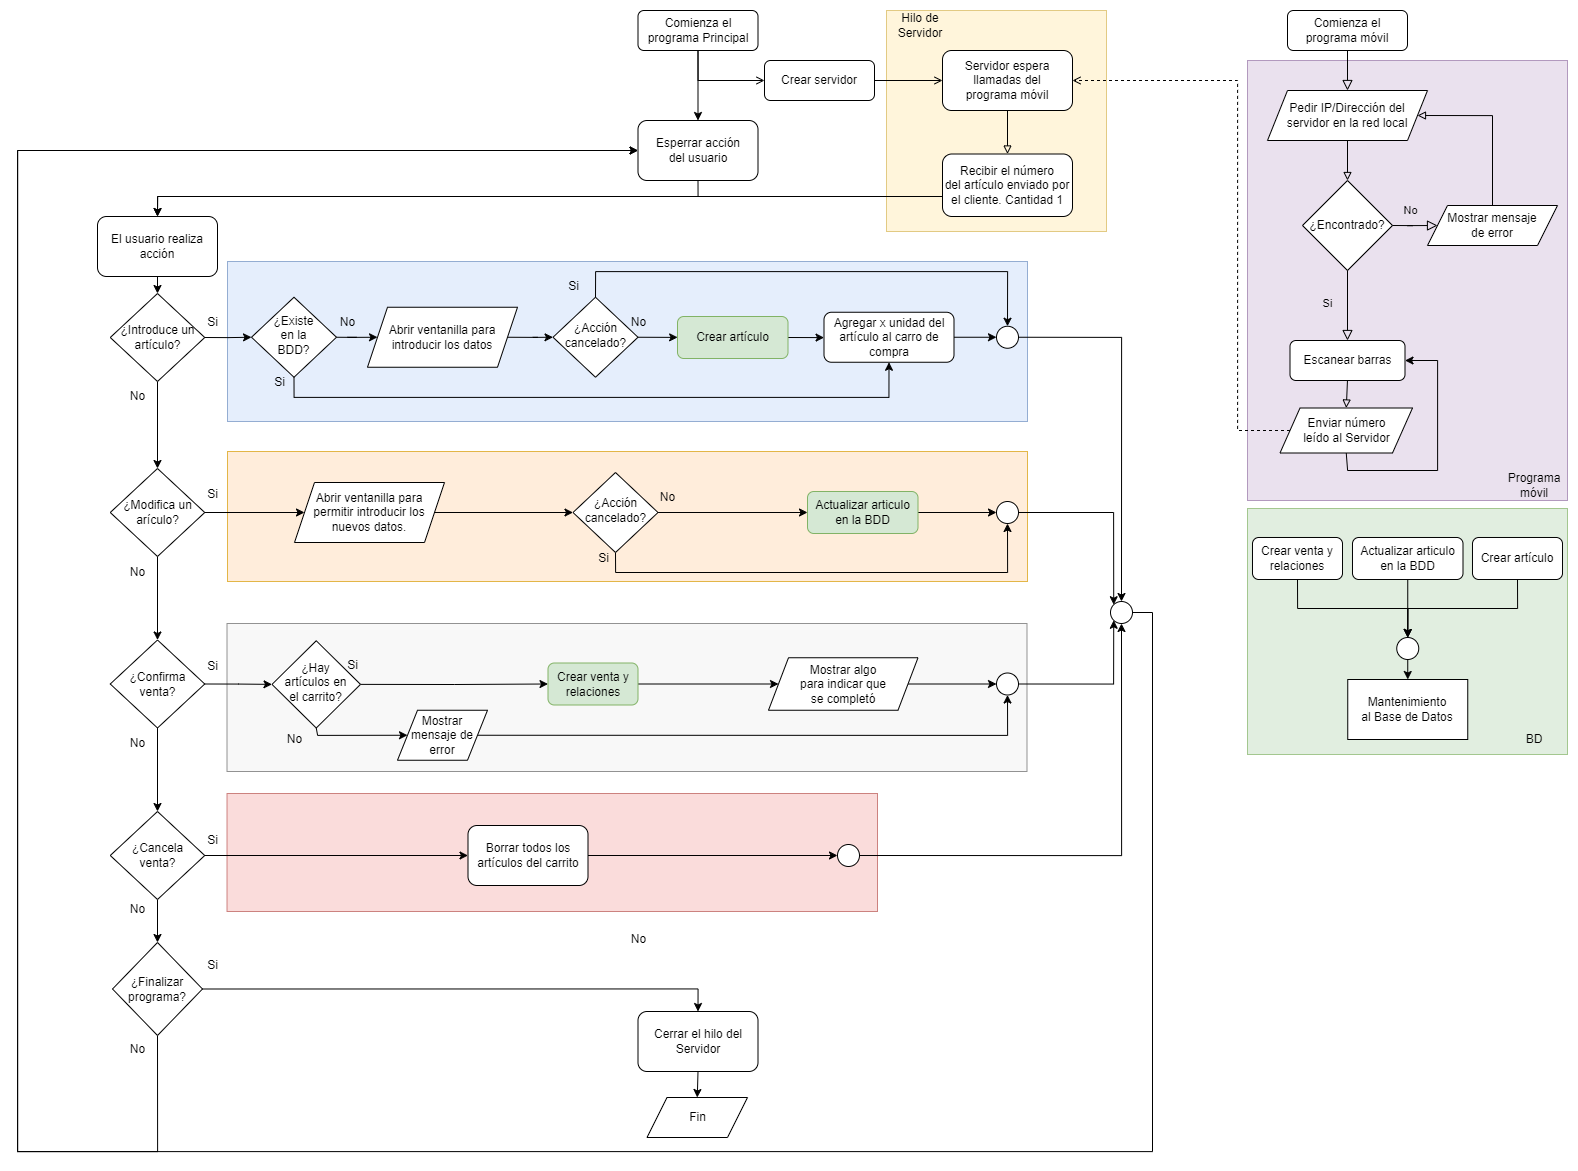 Comienza el
programa Principal
Hilo de
Servidor
Comienza el
programa móvil
Crear servidor
Servidor espera
llamadas del
programa móvil
Pedir IP/Dirección del
servidor en la red local
Esperrar acción
del usuario
Recibir el número
del artículo enviado por
el cliente. Cantidad 1
¿Encontrado?
No
Mostrar mensaje
de error
Si
El usuario realiza
acción
¿Introduce un
artículo?
Si
¿Existe
en la
BDD?
No
Abrir ventanilla para
introducir los datos
Si
¿Acción
cancelado?
No
Crear artículo
Agregar x unidad del
artículo al carro de
compra
Si
No
Escanear barras
Enviar número
leído al Servidor
Programa
móvil
¿Modifica un
arículo?
Si
Abrir ventanilla para
permitir introducir los
nuevos datos.
¿Acción
cancelado?
No
Actualizar articulo
en la BDD
Si
No
Crear venta y
relaciones
Actualizar articulo
en la BDD
Crear artículo
Mantenimiento
al Base de Datos
BD
¿Confirma
venta?
Si
¿Hay
artículos en
el carrito?
Si
Crear venta y
relaciones
Mostrar algo
para indicar que
se completó
No
Mostrar
mensaje de
error
No
¿Cancela
venta?
Si
Borrar todos los
artículos del carrito
No
No
¿Finalizar
programa?
Si
Cerrar el hilo del
Servidor
No
Fin